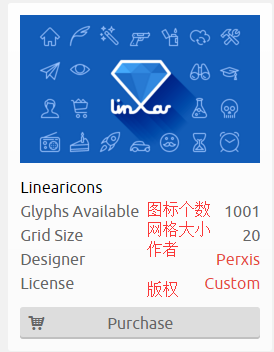 linxar
Linearicons
Glyphs Available 图标个数 1001
Grid Size 网格大小 20
Designer 作者 Perxis
License 版权 Custom
Purchase